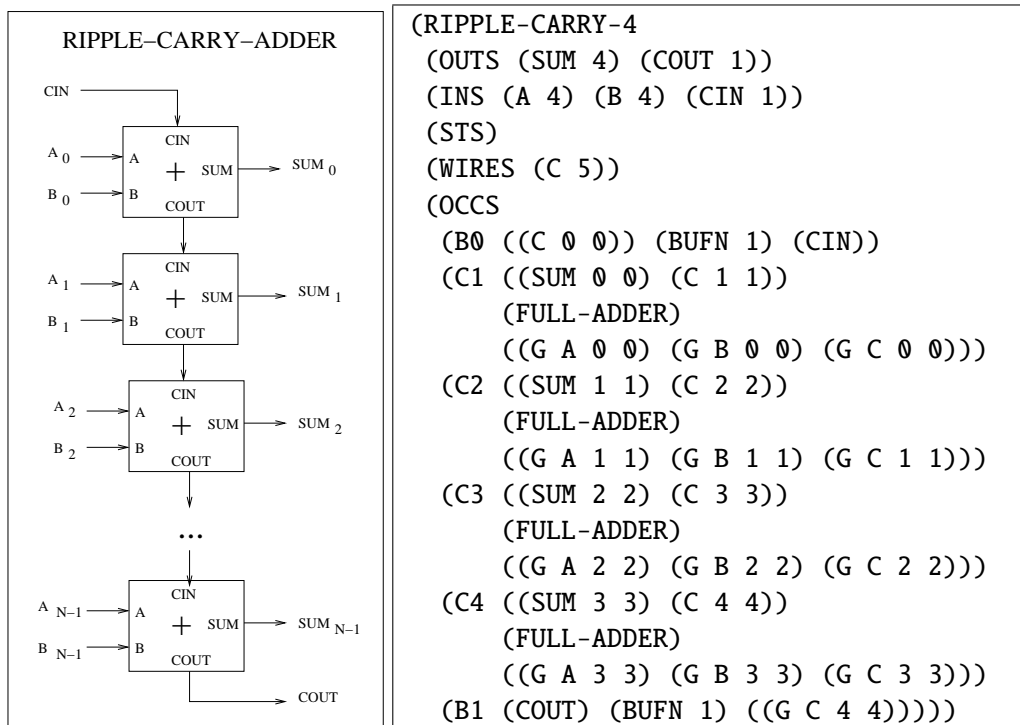 RIPPLE–CARRY–ADDER
CIN
CIN
A 0
A
+
SUM
SUM 0
B 0
B
COUT
CIN
A 1
A
+
SUM
SUM 1
B 1
B
COUT
CIN
A 2
A
+
SUM
SUM 2
B 2
B
COUT
...
CIN
A N–1
A
+
SUM
SUM N–1
B N–1
B
COUT
COUT
(RIPPLE-CARRY-4
(OUTS (SUM 4) (COUT 1))
(INS (A 4) (B 4) (CIN 1))
(STS)
(WIRES (C 5))
(OCCS
(B0 ((C 0 0)) (BUFN 1) (CIN))
(C1 ((SUM 0 0) (C 1 1))
(FULL-ADDER)
((G A 0 0) (G B 0 0) (G C 0 0)))
(C2 ((SUM 1 1) (C 2 2))
(FULL-ADDER)
((G A 1 1) (G B 1 1) (G C 1 1)))
(C3 ((SUM 2 2) (C 3 3))
(FULL-ADDER)
((G A 2 2) (G B 2 2) (G C 2 2)))
(C4 ((SUM 3 3) (C 4 4))
(FULL-ADDER)
((G A 3 3) (G B 3 3) (G C 3 3)))
(B1 (COUT) (BUFN 1) ((G C 4 4)))))